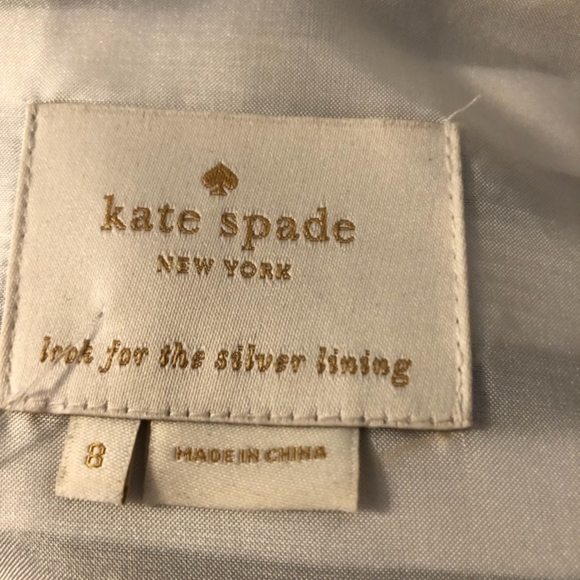 kate spade
NEW YORK
look for the silver lining
8
MADE IN CHINA